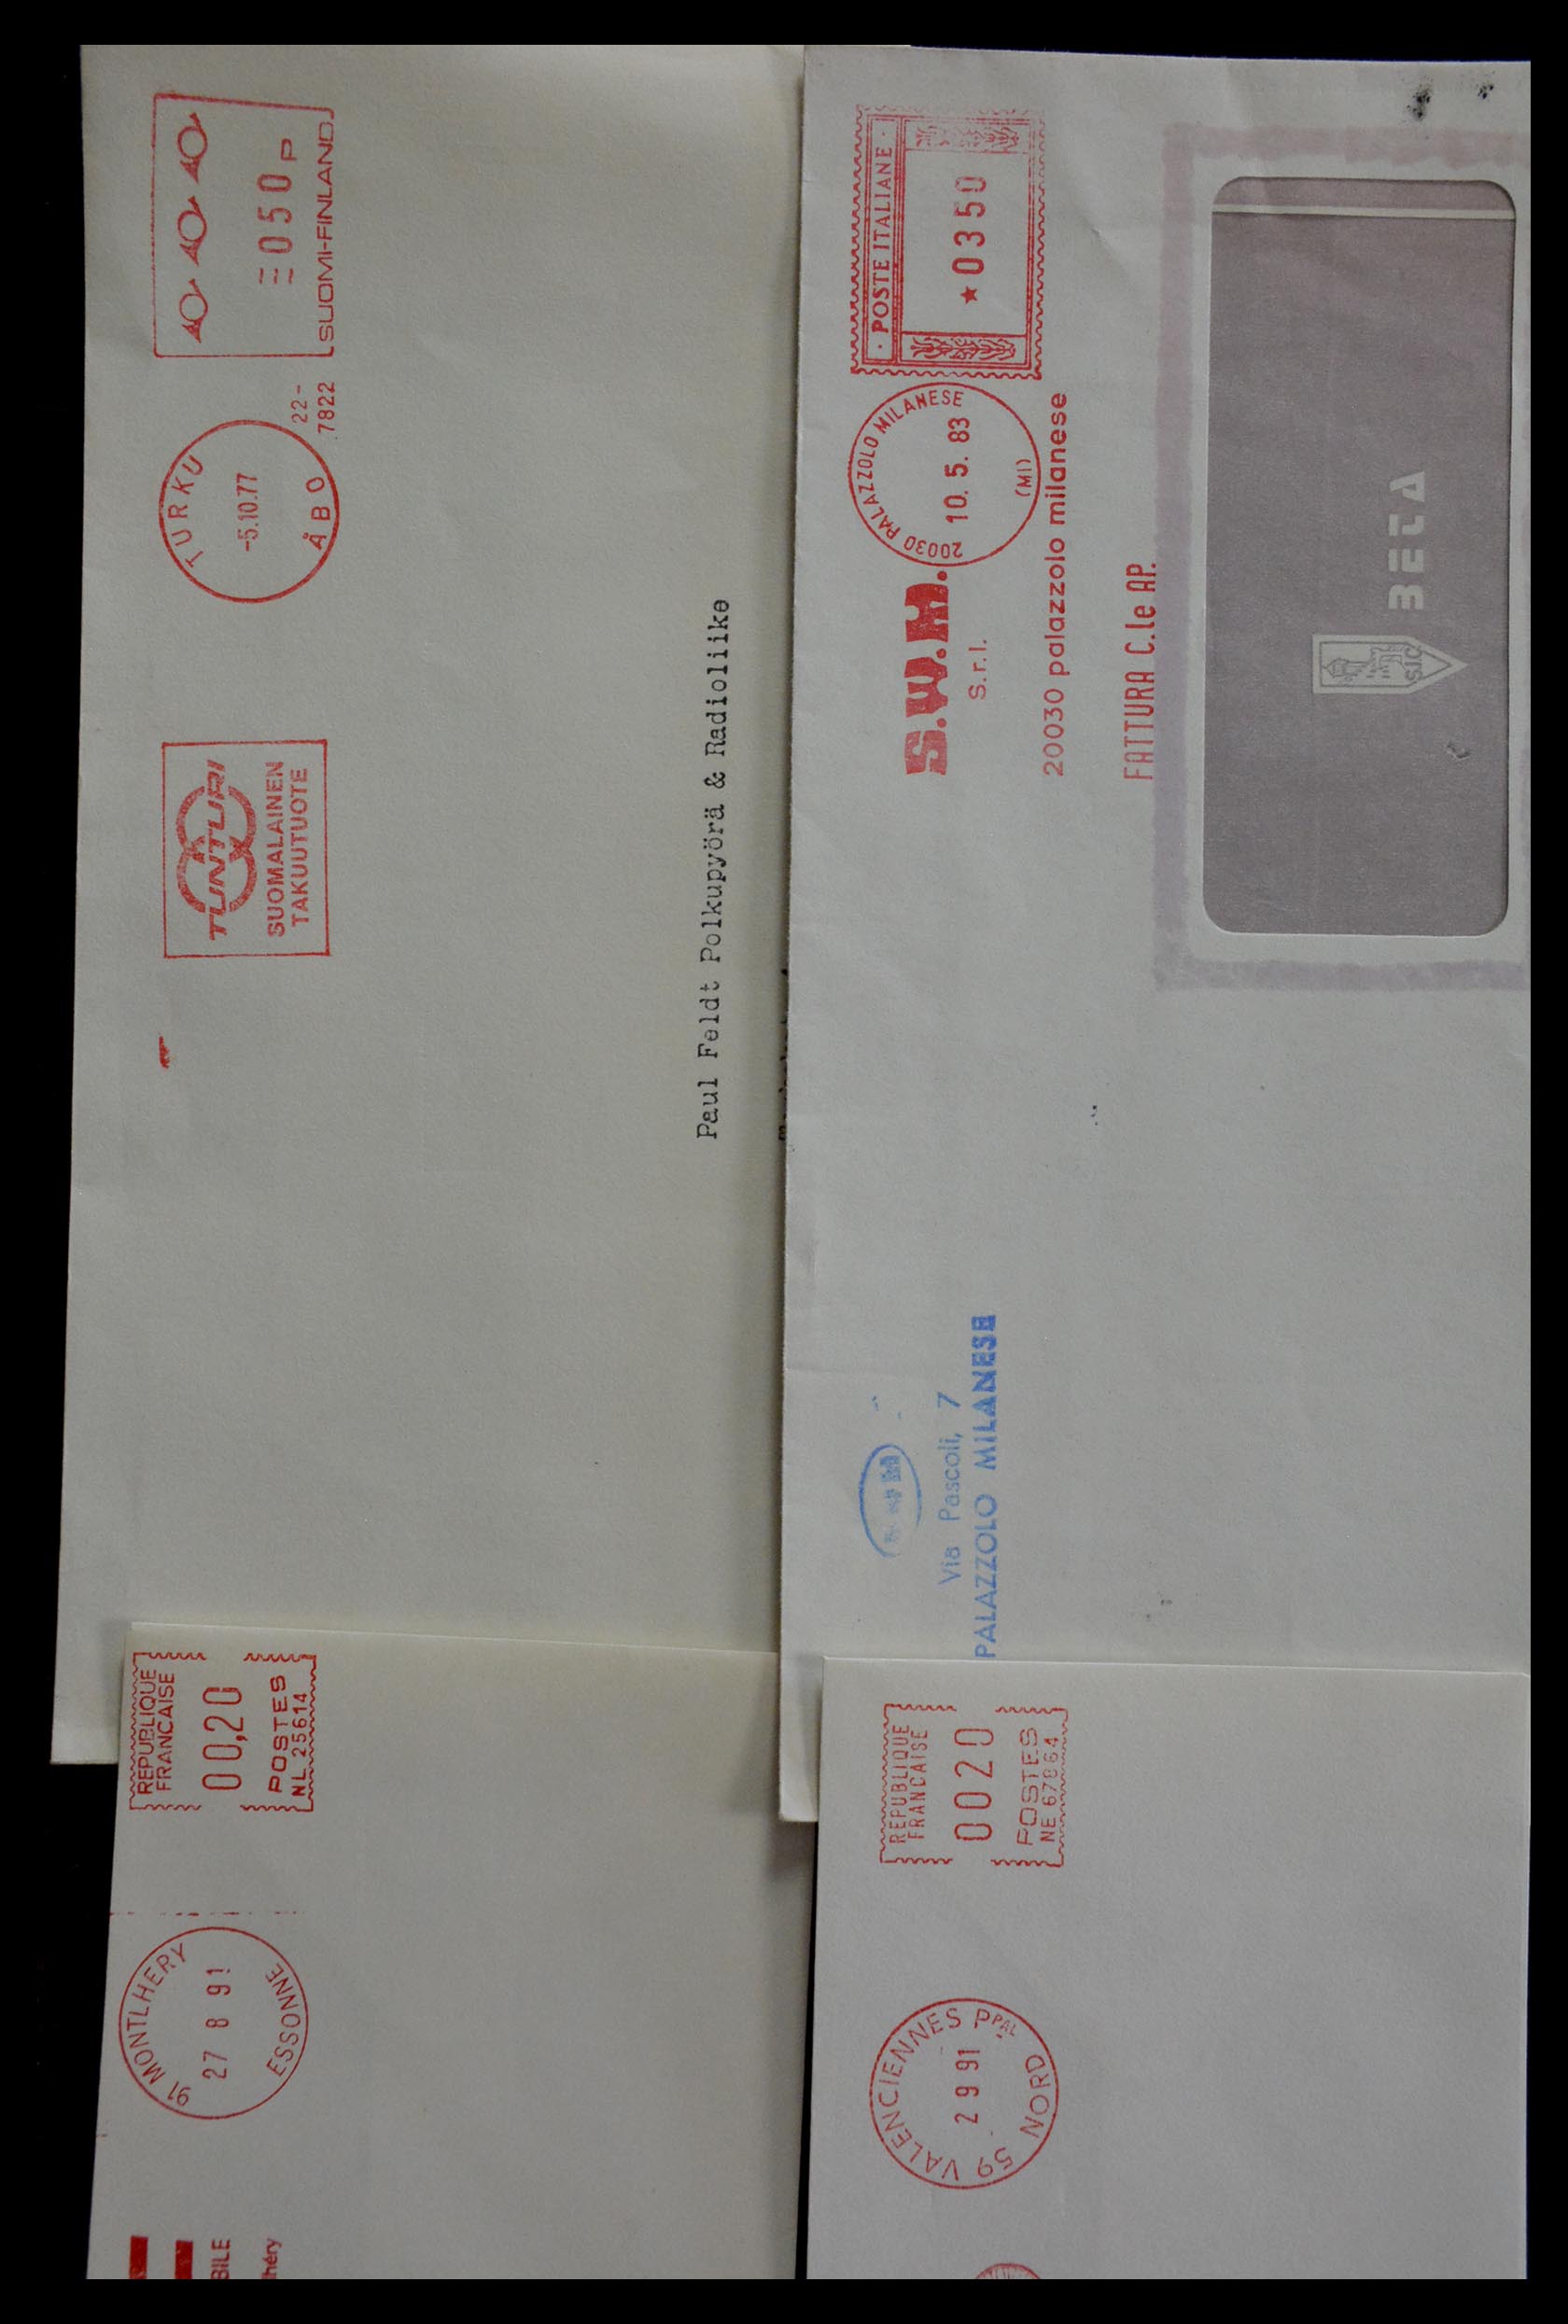 TUNTURI
SUOMALAINEN
TAKUUTUOTE
TURKU
-5.10.77
ÅBO
22-
7822
≡050 P
SUOMI-FINLAND
Paul Feldt Polkupyörä & Radioliike
S.W.M.
s.r.l.
20030 palazzolo milanese
FATTURA C.le AP.
20030 PALAZZOLO MILANESE
10. 5. 83
(MI)
· POSTE ITALIANE ·
★0350
SIC
BETA
Via Pascoli, 7
PALAZZOLO MILANESE
BILE
lhéry
91 MONTLHERY
27 8 91
ESSONNE
REPUBLIQUE
FRANCAISE
00,20
POSTES
NL 25614
59 VALENCIENNES PPAL
2 9 91
NORD
REPUBLIQUE
FRANCAISE
0020
POSTES
NE 67864